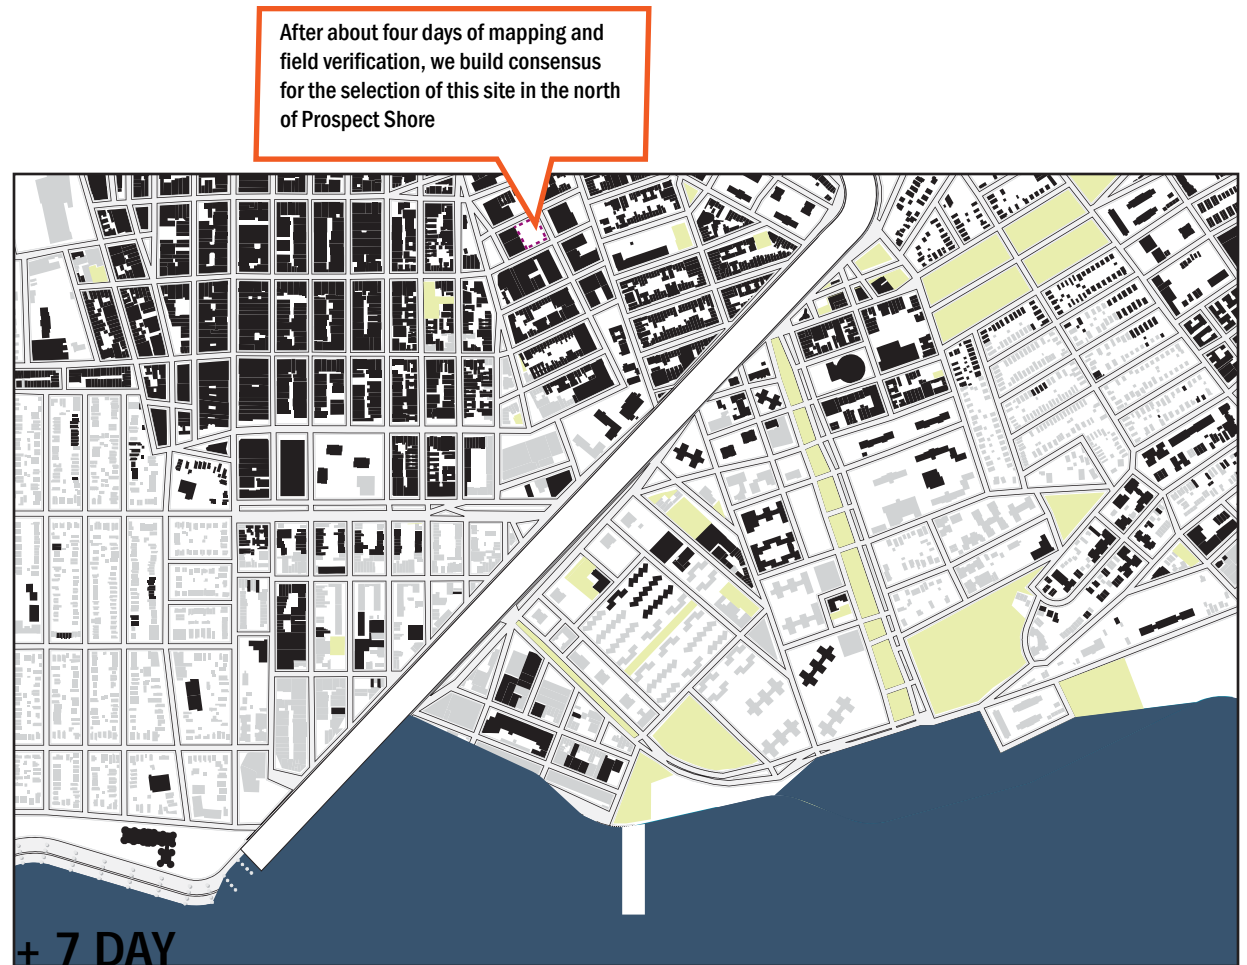 After about four days of mapping and
field verification, we build consensus
for the selection of this site in the north
of Prospect Shore
+ 7 DAY